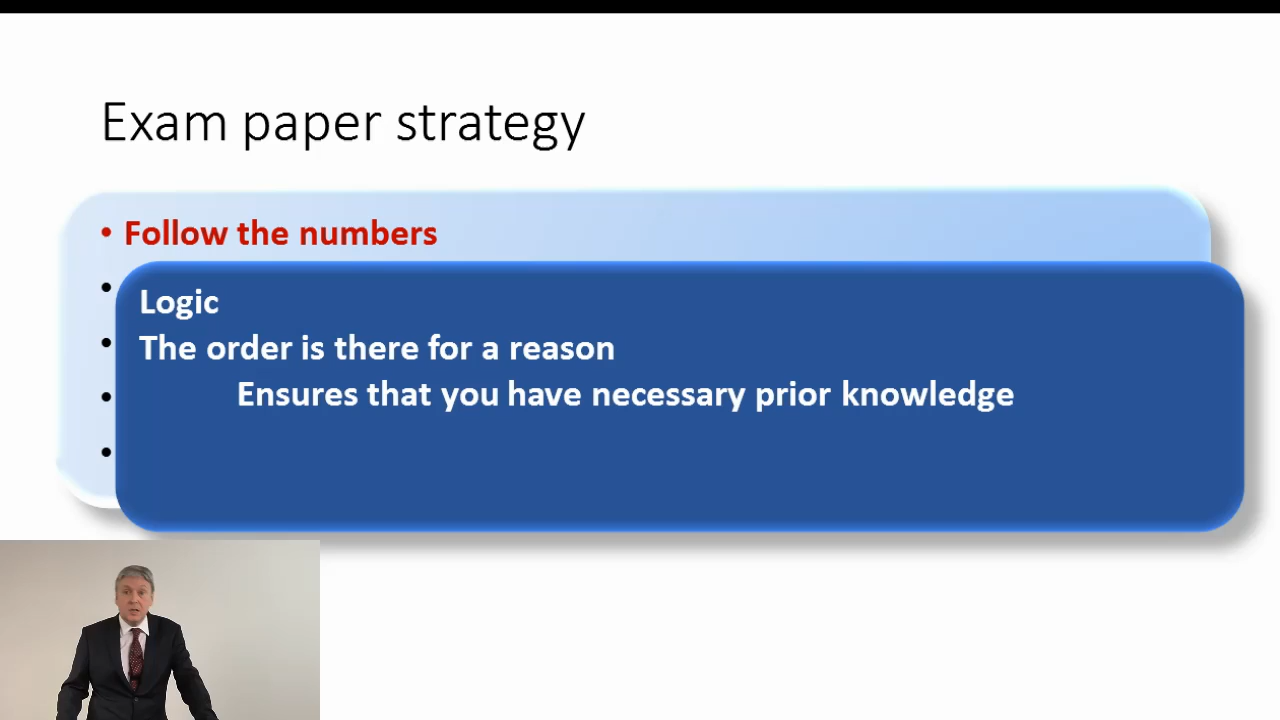 Exam paper strategy
• Follow the numbers
Logic
The order is there for a reason
Ensures that you have necessary prior knowledge